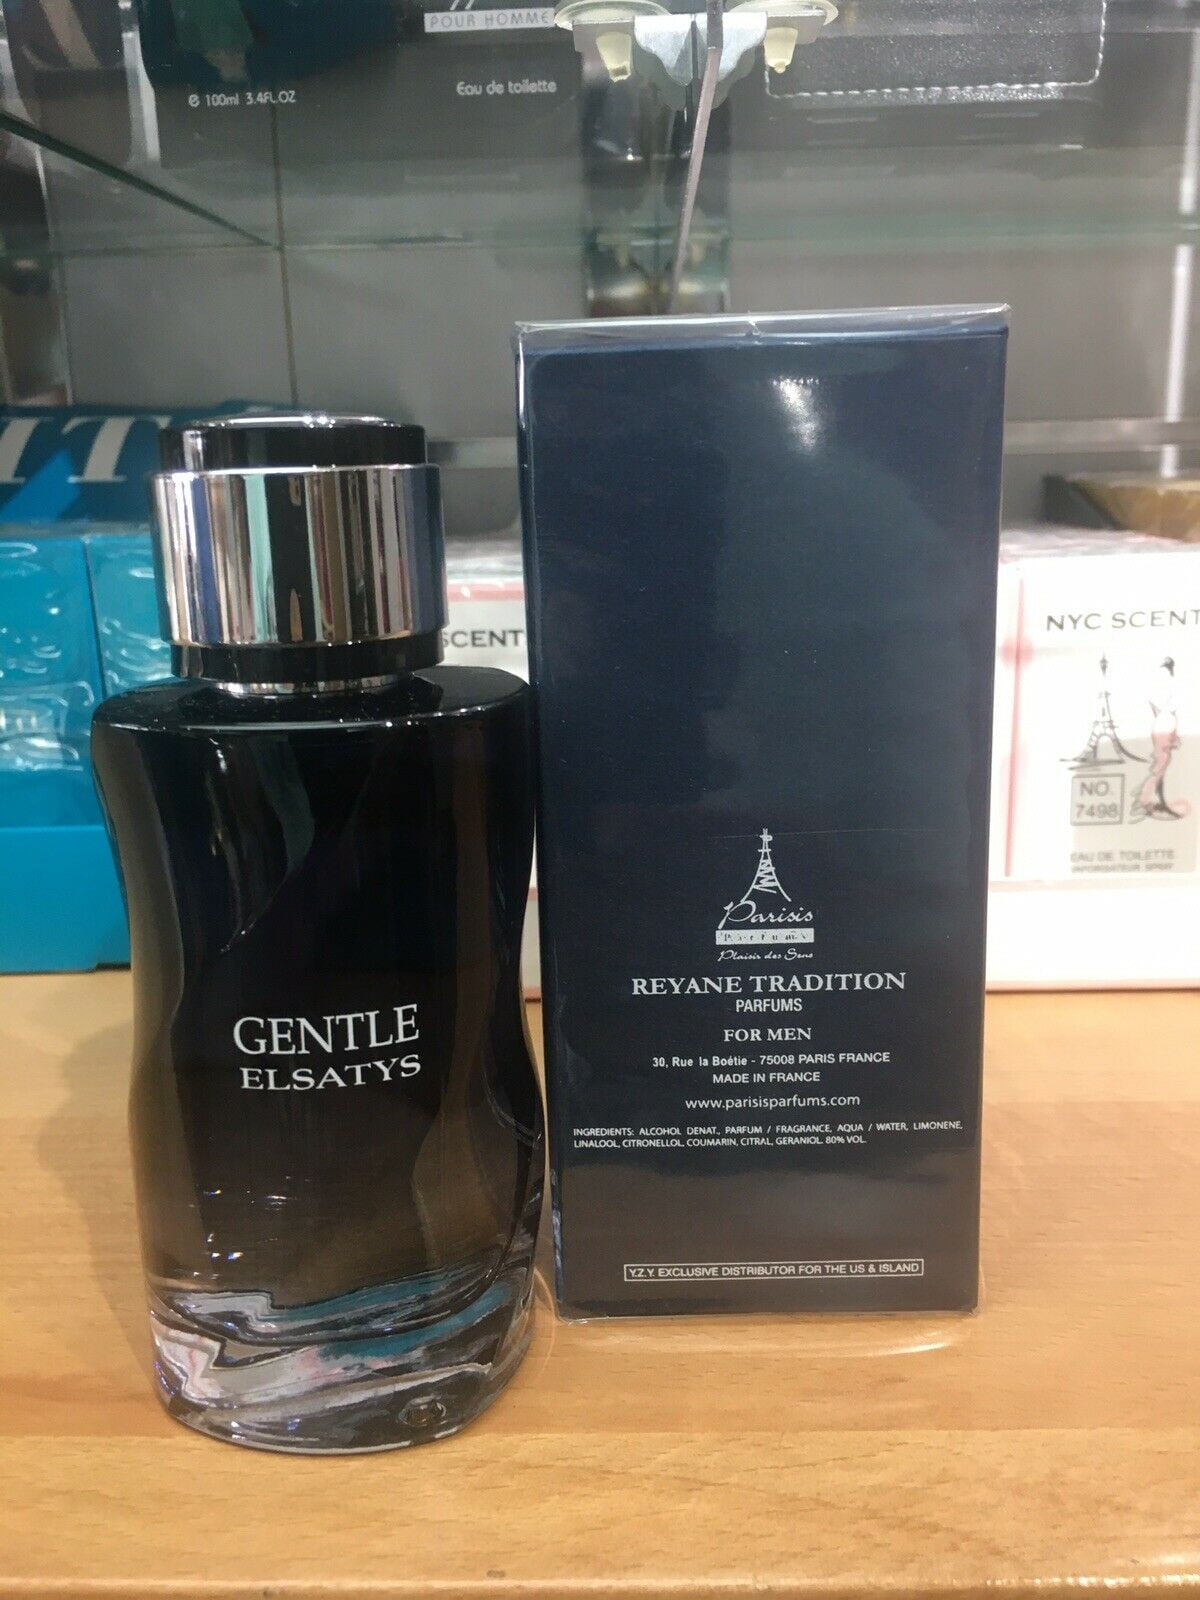 POUR HOMME
℮ 100ml 3.4FL.OZ
Eau de toilette
IT
SCENT
NYC SCENT
NO.
7498
EAU DE TOILETTE
VAPORISATEUR SPRAY
GENTLE
ELSATYS
Parisis
Parfums
Plaisir des Sens
REYANE TRADITION
PARFUMS
FOR MEN
30, Rue la Boétie - 75008 PARIS FRANCE
MADE IN FRANCE
www.parisisparfums.com
INGREDIENTS: ALCOHOL DENAT., PARFUM / FRAGRANCE, AQUA / WATER, LIMONENE,
LINALOOL, CITRONELLOL, COUMARIN, CITRAL, GERANIOL. 80% VOL.
Y.Z.Y. EXCLUSIVE DISTRIBUTOR FOR THE US & ISLAND